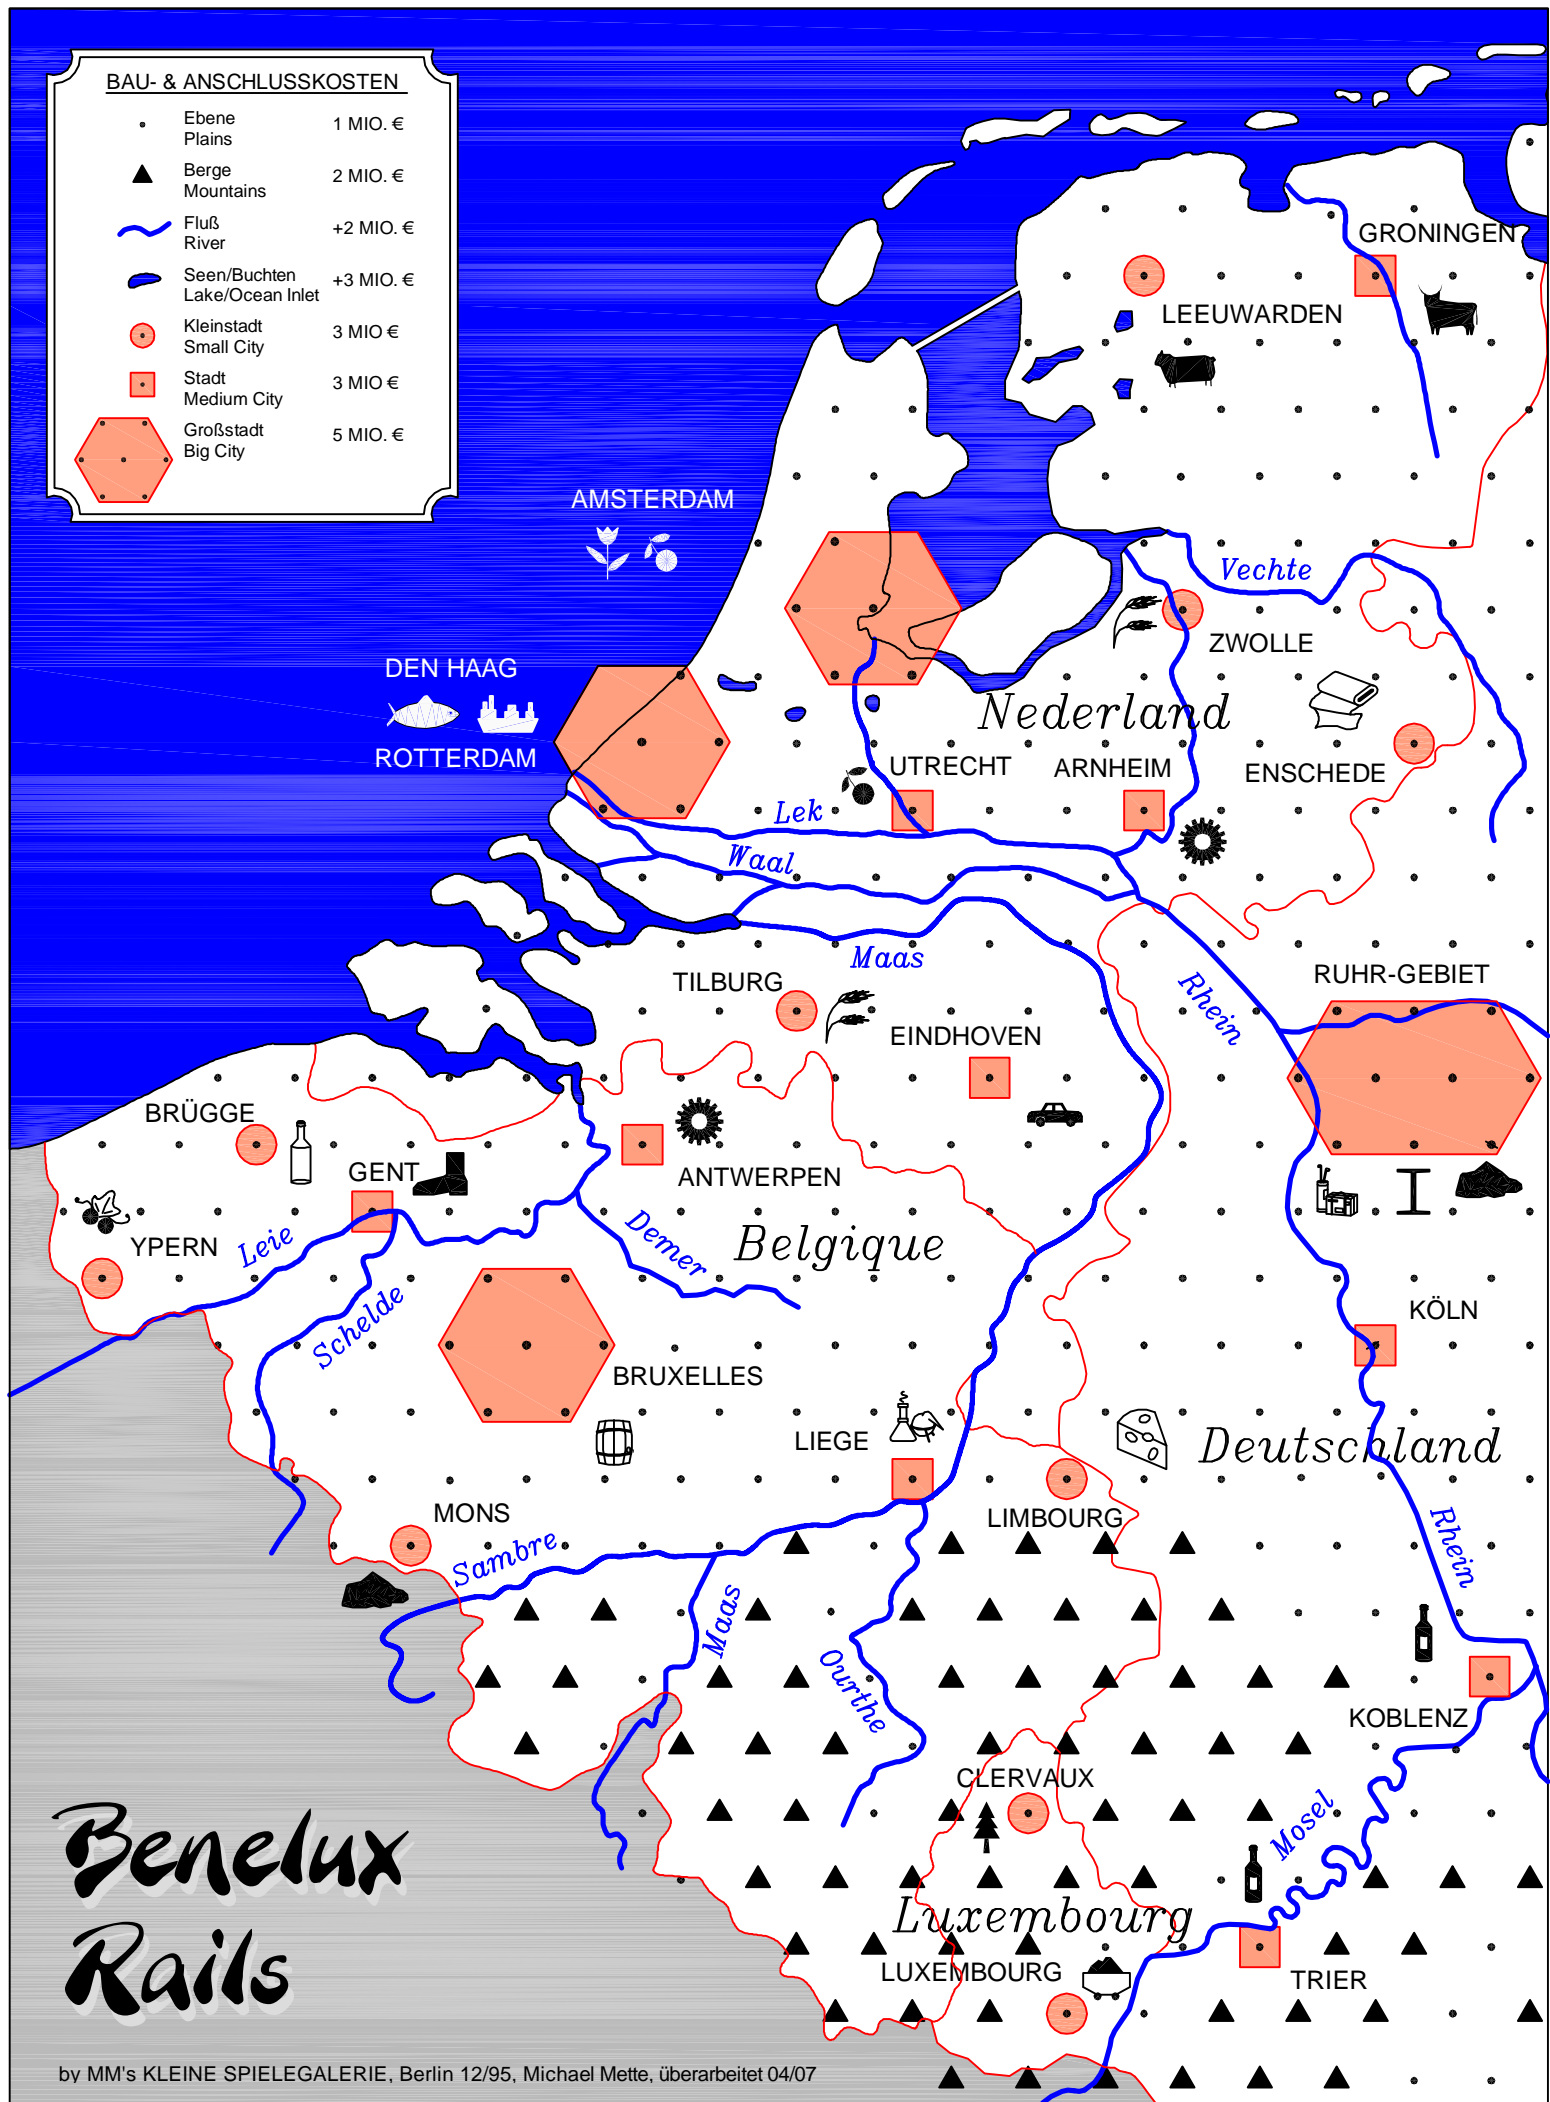 BAU- & ANSCHLUSSKOSTEN
Ebene
Plains
1 MIO. €
Berge
Mountains
2 MIO. €
Fluß
River
+2 MIO. €
Seen/Buchten
Lake/Ocean Inlet
+3 MIO. €
Kleinstadt
Small City
3 MIO €
Stadt
Medium City
3 MIO €
Großstadt
Big City
5 MIO. €
GRONINGEN
LEEUWARDEN
AMSTERDAM
Vechte
ZWOLLE
DEN HAAG
Nederland
ROTTERDAM
UTRECHT
ARNHEIM
ENSCHEDE
Lek
Waal
Maas
TILBURG
RUHR-GEBIET
Rhein
EINDHOVEN
BRÜGGE
GENT
ANTWERPEN
YPERN
Leie
Demer
Belgique
Schelde
KÖLN
BRUXELLES
LIEGE
Deutschland
MONS
LIMBOURG
Sambre
Rhein
Maas
Ourthe
KOBLENZ
CLERVAUX
Mosel
Benelux
Rails
Luxembourg
LUXEMBOURG
TRIER
by MM's KLEINE SPIELEGALERIE, Berlin 12/95, Michael Mette, überarbeitet 04/07